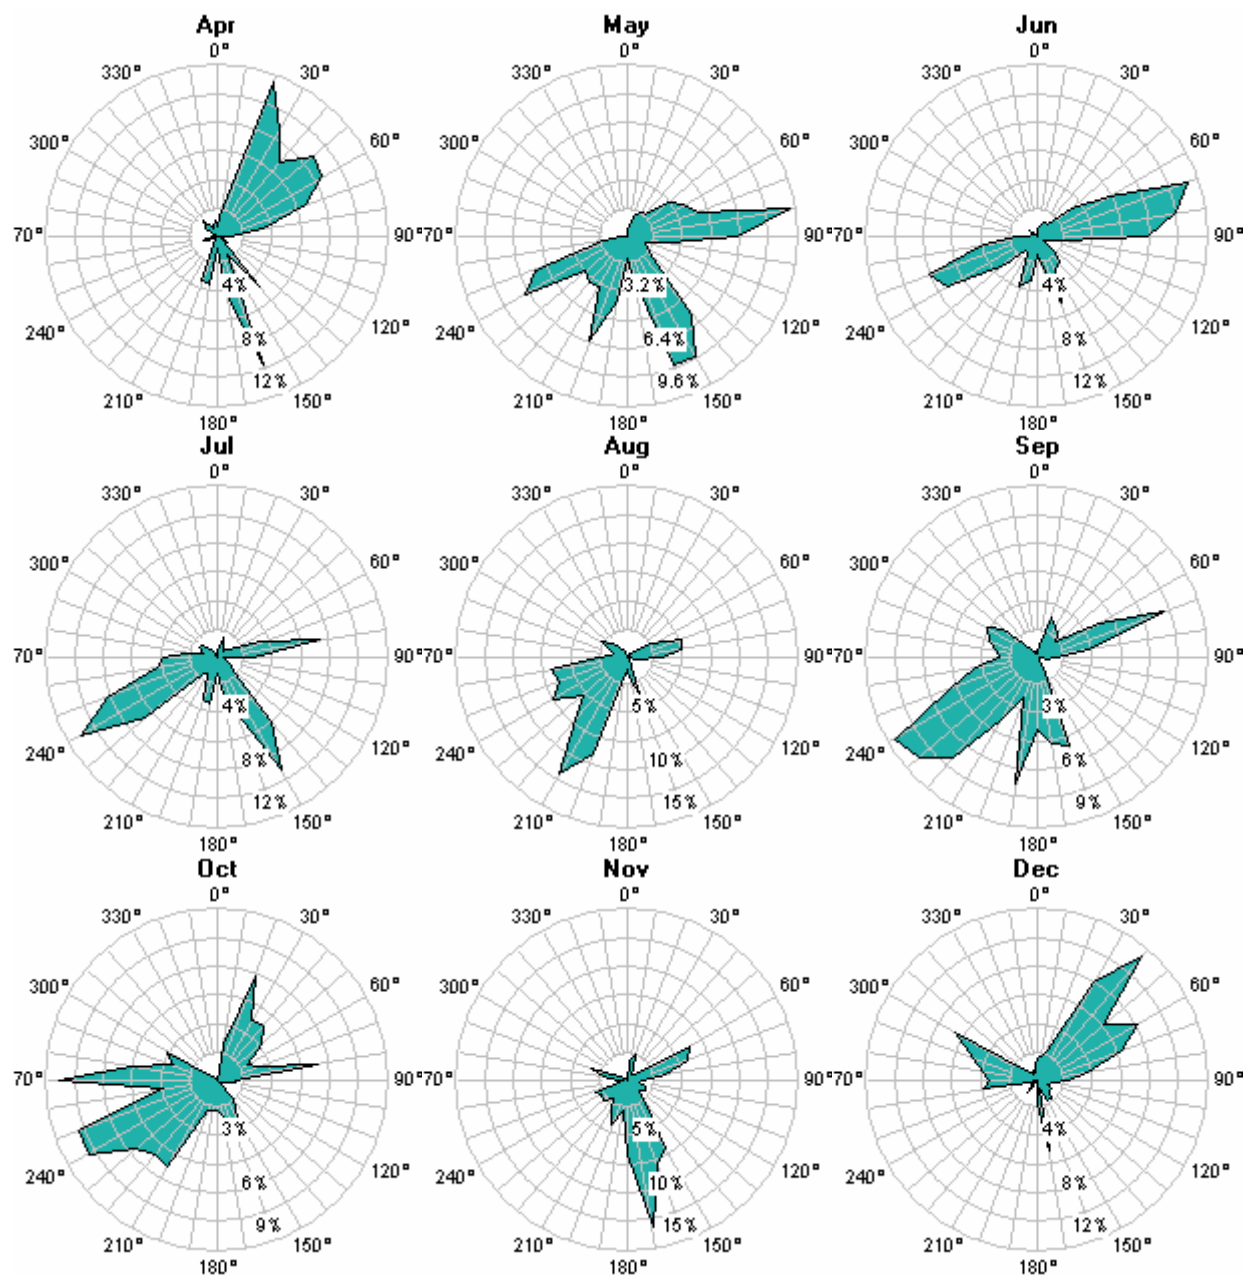 Apr May Jun
0° 0° 0°
330° 30° 330° 30° 330° 30°
300° 60° 300° 60° 300° 60°
70° 90° 70° 90° 70° 90°
4% 3.2% 4%
240° 8% 120° 240° 6.4% 120° 240° 8% 120°
12% 9.6% 12%
210° 150° 210° 150° 210° 150°
180° 180° 180°
Jul Aug Sep
0° 0° 0°
330° 30° 330° 30° 330° 30°
300° 60° 300° 60° 300° 60°
70° 90° 70° 90° 70° 90°
4% 5% 3%
240° 8% 120° 240° 10% 120° 240° 6% 120°
12% 15% 9%
210° 150° 210° 150° 210° 150°
180° 180° 180°
Oct Nov Dec
0° 0° 0°
330° 30° 330° 30° 330° 30°
300° 60° 300° 60° 300° 60°
70° 90° 70° 90° 70° 90°
3% 5% 4%
240° 6% 120° 240° 10% 120° 240° 8% 120°
9% 15% 12%
210° 150° 210° 150° 210° 150°
180° 180° 180°